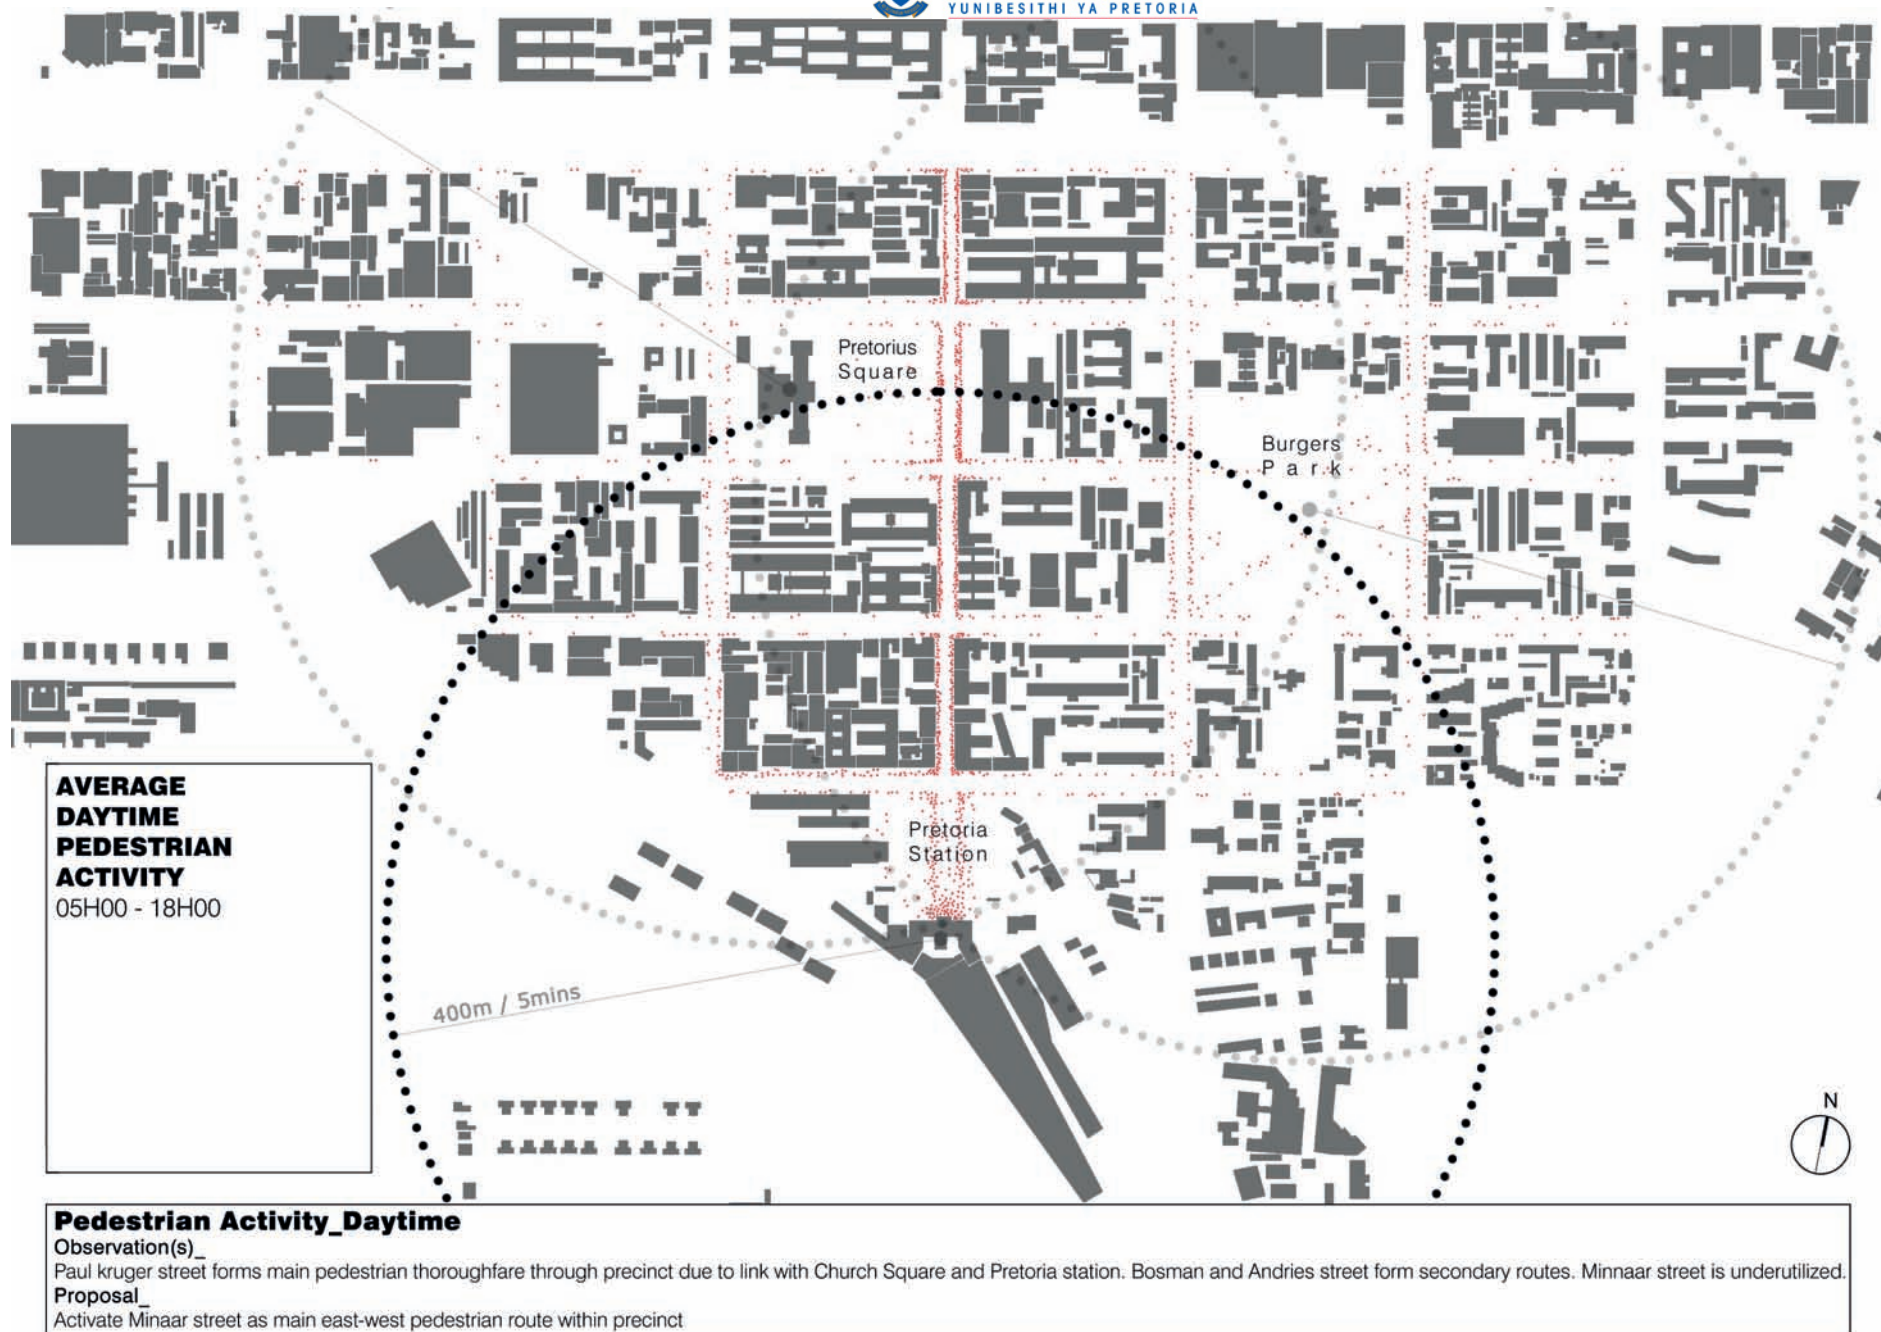 YUNIBESITHI YA PRETORIA
Pretorius
Square
Burgers
Park
Pretoria
Station
400m / 5mins
N
AVERAGE
DAYTIME
PEDESTRIAN
ACTIVITY
05H00 - 18H00
Pedestrian Activity_Daytime
Observation(s)_
Paul kruger street forms main pedestrian thoroughfare through precinct due to link with Church Square and Pretoria station. Bosman and Andries street form secondary routes. Minnaar street is underutilized.
Proposal_
Activate Minaar street as main east-west pedestrian route within precinct